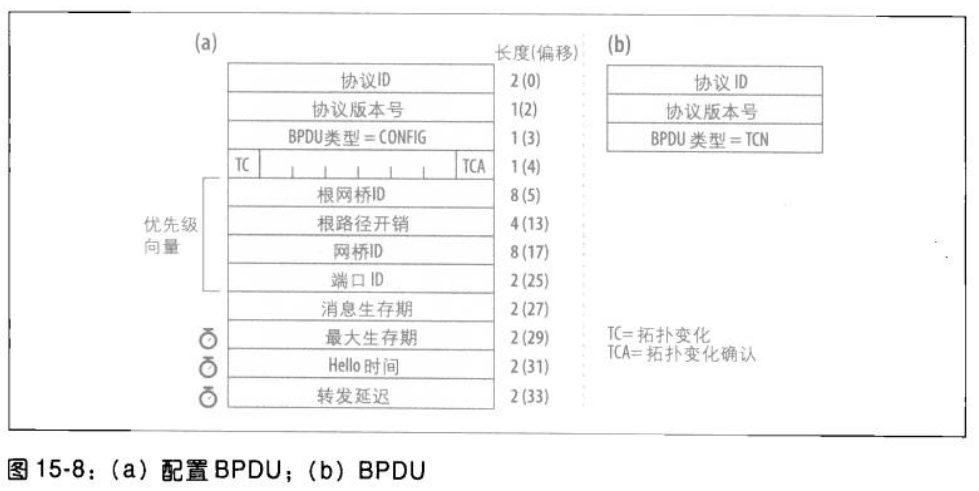 (a)
长度(偏移)
协议ID 2 (0)
协议版本号 1(2)
BPDU类型 = CONFIG 1 (3)
TC TCA 1 (4)
根网桥ID 8 (5)
根路径开销 4 (13)
网桥ID 8 (17)
端口 ID 2 (25)
消息生存期 2 (27)
最大生存期 2 (29)
Hello 时间 2 (31)
转发延迟 2 (33)
优先级
向量
(b)
协议 ID
协议版本号
BPDU 类型 = TCN
TC= 拓扑变化
TCA= 拓扑变化确认
图 15-8: (a) 配置 BPDU; (b) BPDU